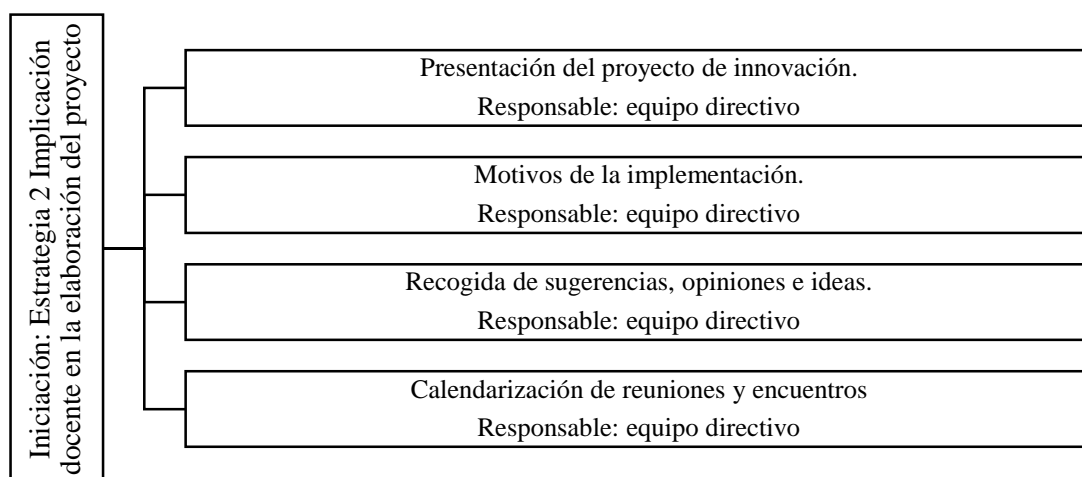 Iniciación: Estrategia 2 Implicación
docente en la elaboración del proyecto
Presentación del proyecto de innovación.
Responsable: equipo directivo
Motivos de la implementación.
Responsable: equipo directivo
Recogida de sugerencias, opiniones e ideas.
Responsable: equipo directivo
Calendarización de reuniones y encuentros
Responsable: equipo directivo